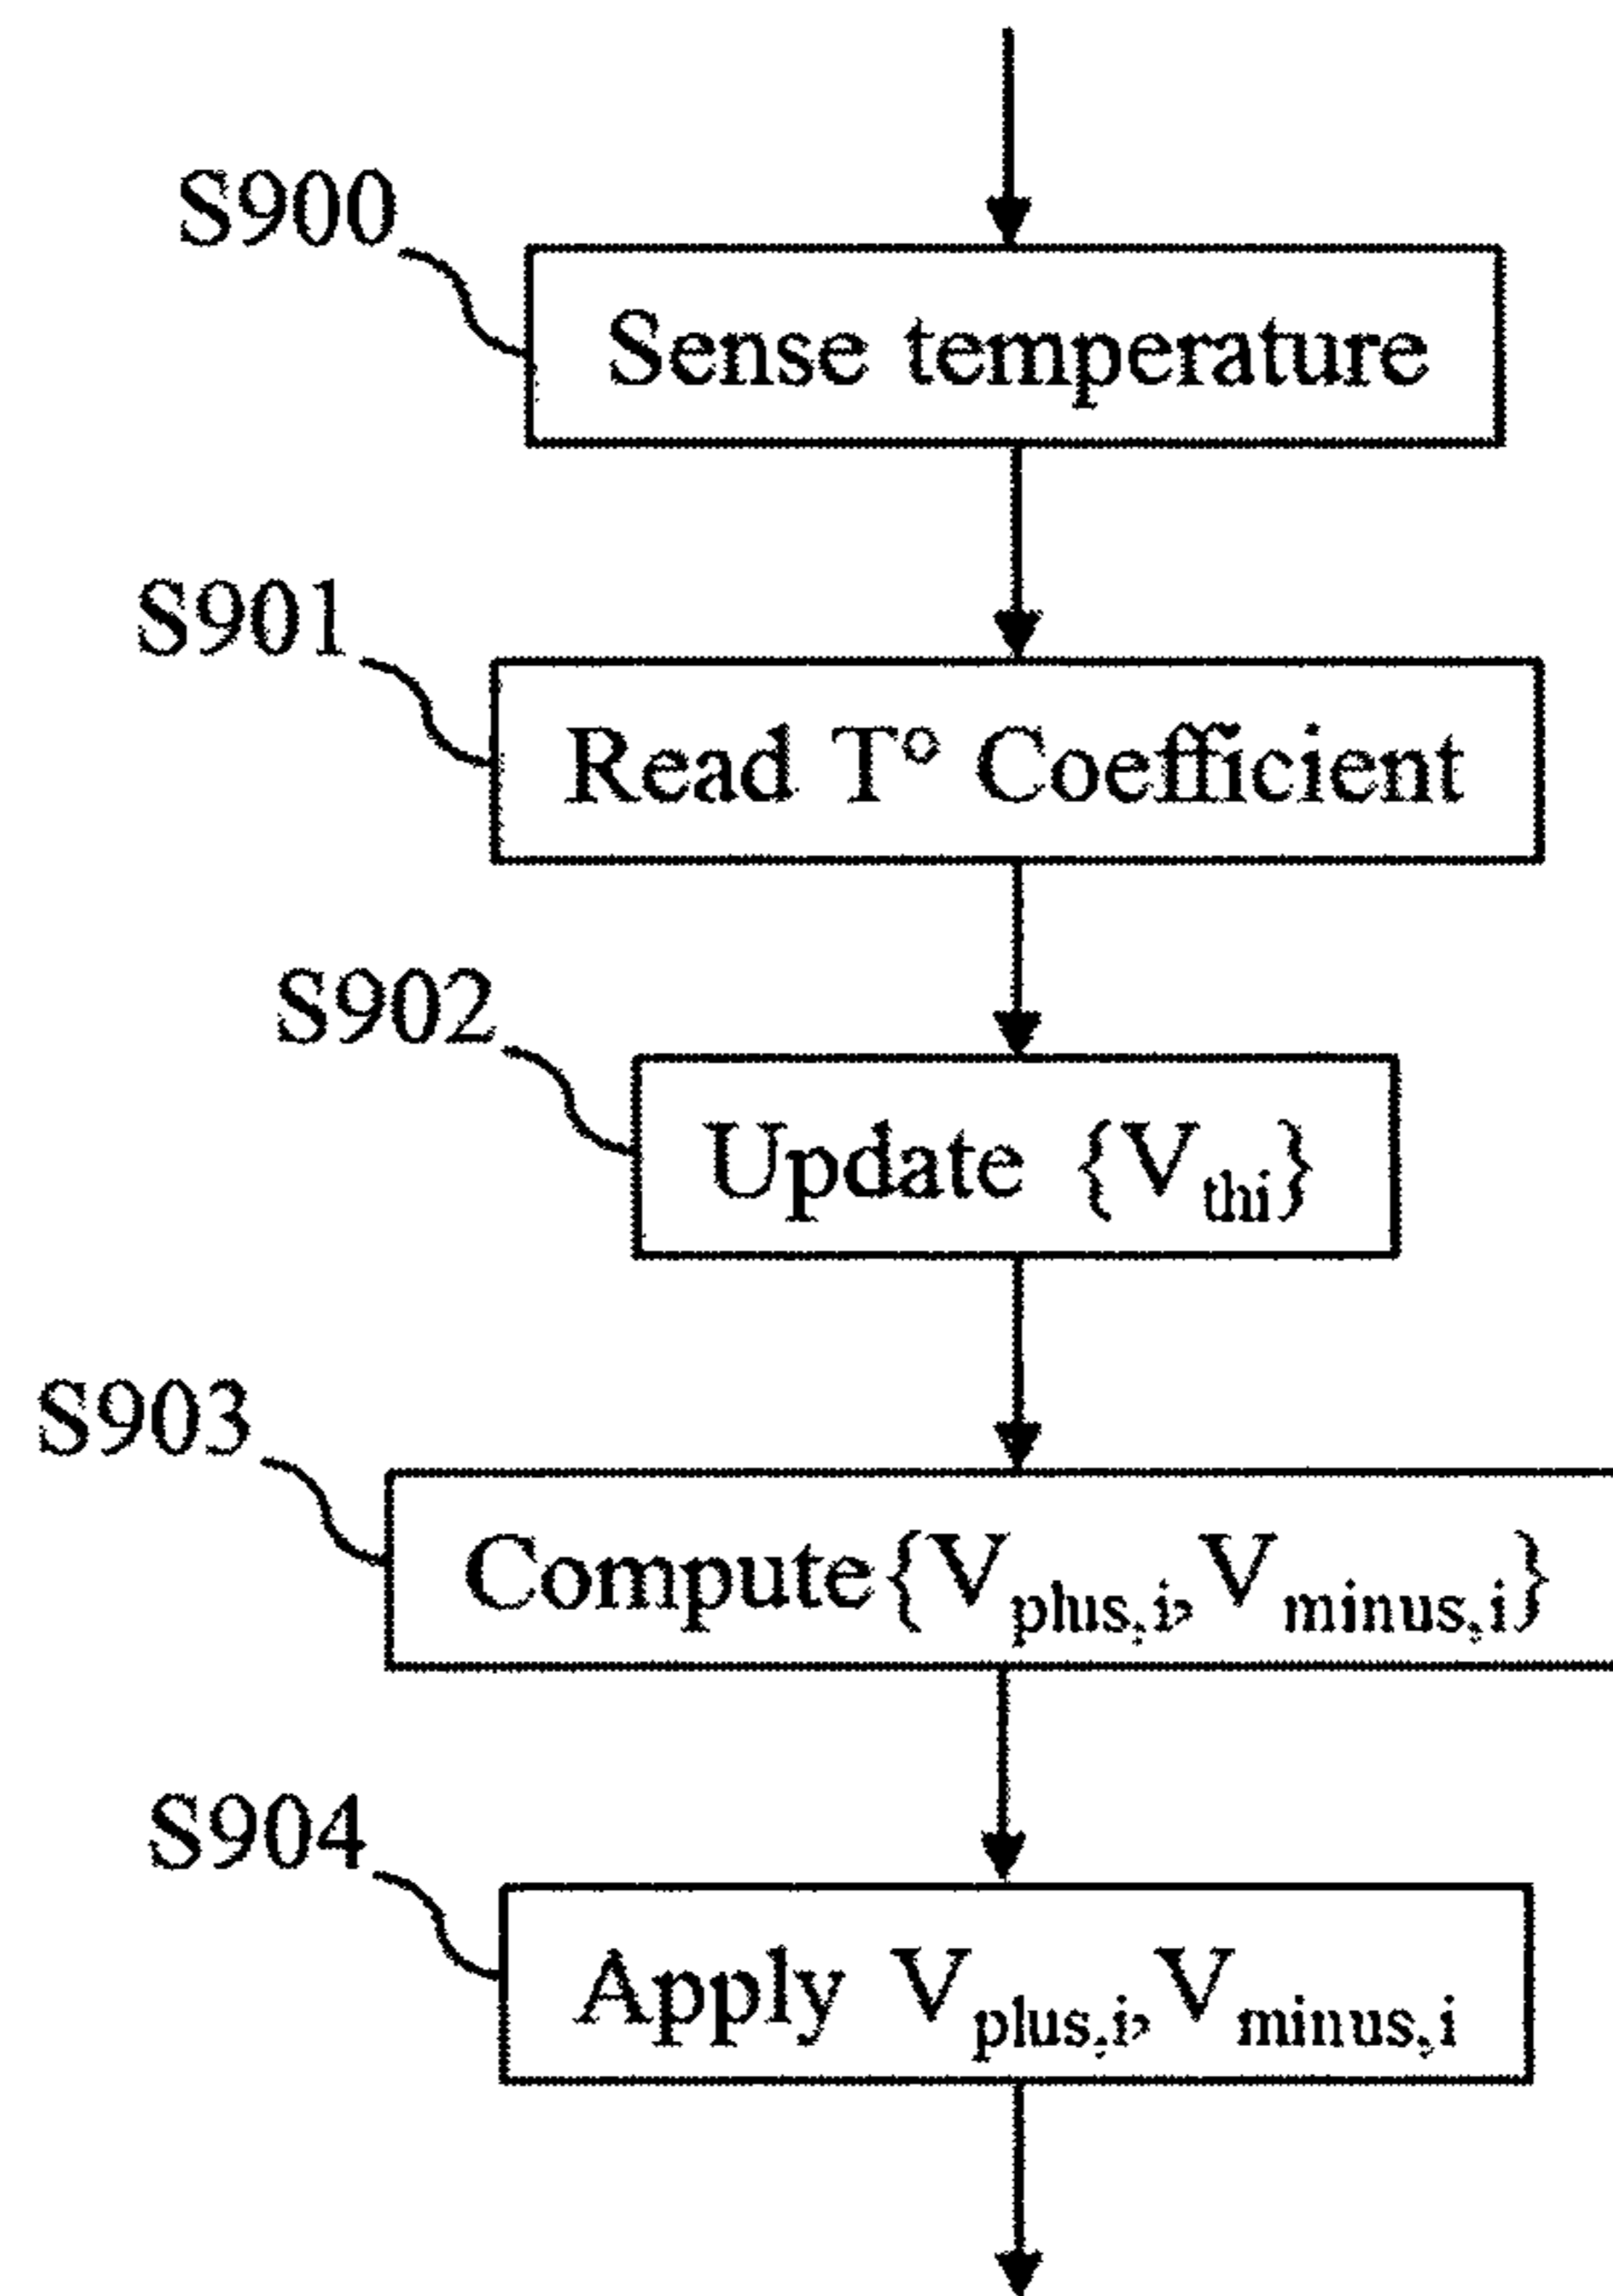 S900
Sense temperature
S901
Read T° Coefficient
S902
Update {Vthi}
S903
Compute{Vplus,i,Vminus,i}
S904
Apply Vplus,i,Vminus,i